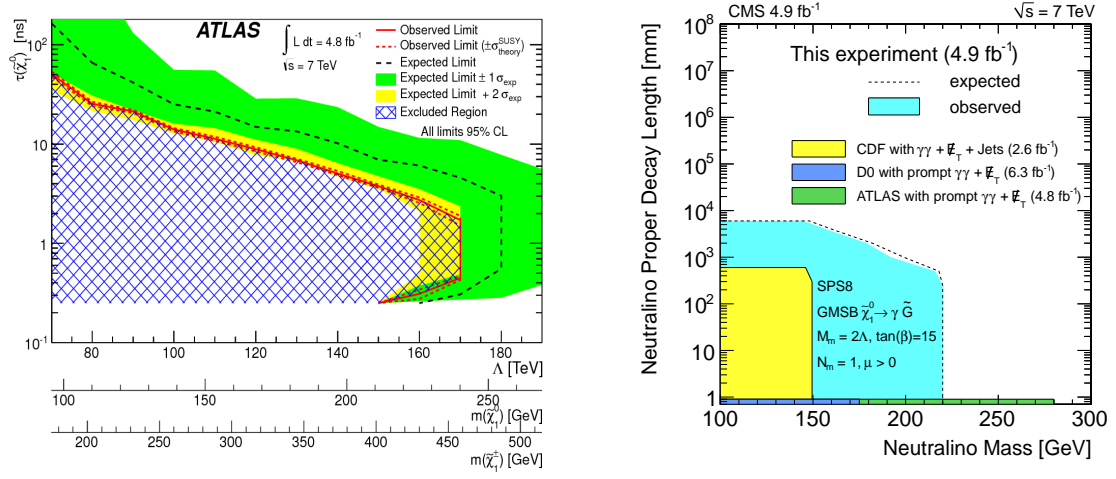 ATLAS
∫ L dt = 4.8 fb⁻¹
√s = 7 TeV
Observed Limit
Observed Limit (±σ^SUSY_theory)
Expected Limit
Expected Limit ± 1 σ_exp
Expected Limit + 2 σ_exp
Excluded Region
All limits 95% CL
τ(χ̃⁰₁) [ns]
10²
10
1
10⁻¹
80 100 120 140 160 180
Λ [TeV]
100 150 200 250
m(χ̃⁰₁) [GeV]
200 250 300 350 400 450 500
m(χ̃±₁) [GeV]
CMS 4.9 fb⁻¹ √s = 7 TeV
This experiment (4.9 fb⁻¹)
expected
observed
CDF with γγ + E̸_T + Jets (2.6 fb⁻¹)
D0 with prompt γγ + E̸_T (6.3 fb⁻¹)
ATLAS with prompt γγ + E̸_T (4.8 fb⁻¹)
SPS8
GMSB χ̃⁰₁→ γ G̃
M_m = 2Λ, tan(β)=15
N_m = 1, μ > 0
Neutralino Proper Decay Length [mm]
10⁸
10⁷
10⁶
10⁵
10⁴
10³
10²
10
1
100 150 200 250 300
Neutralino Mass [GeV]